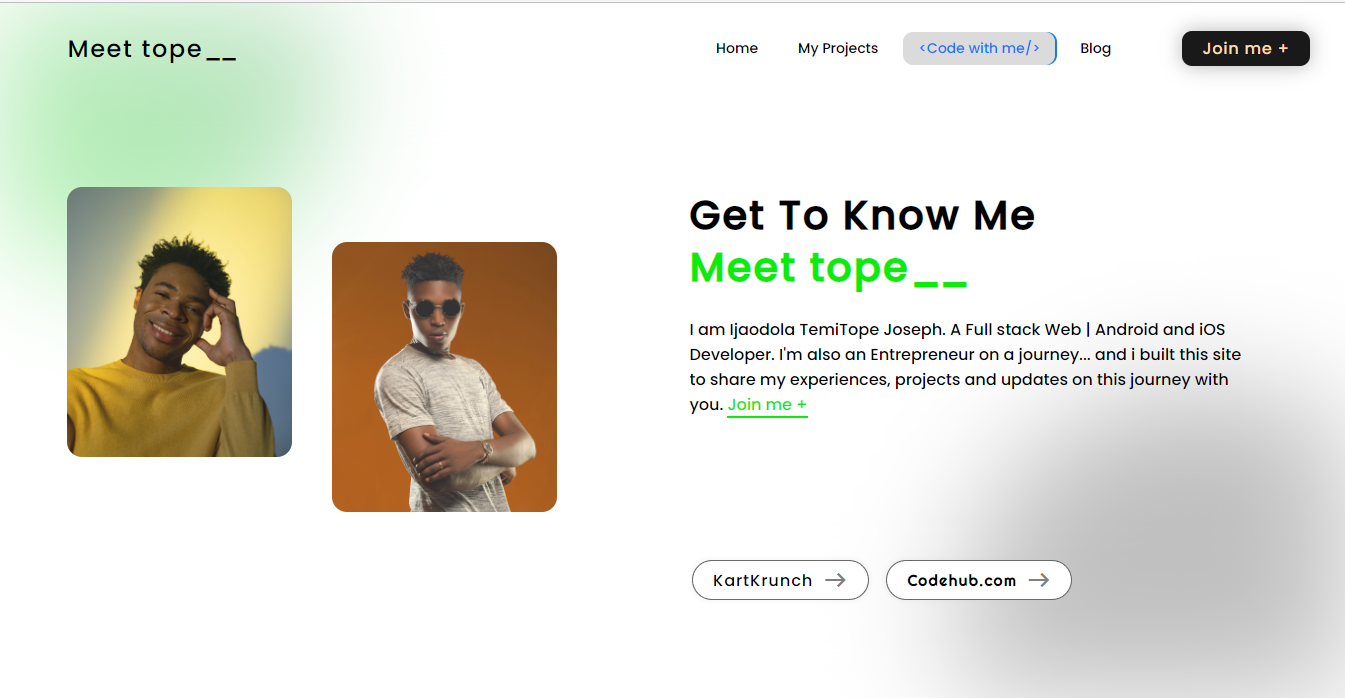 Meet tope__
Home My Projects <Code with me/> Blog Join me +
Get To Know Me
Meet tope__
I am Ijaodola TemiTope Joseph. A Full stack Web | Android and iOS
Developer. I'm also an Entrepreneur on a journey... and i built this site
to share my experiences, projects and updates on this journey with
you. Join me +
KartKrunch
Codehub.com